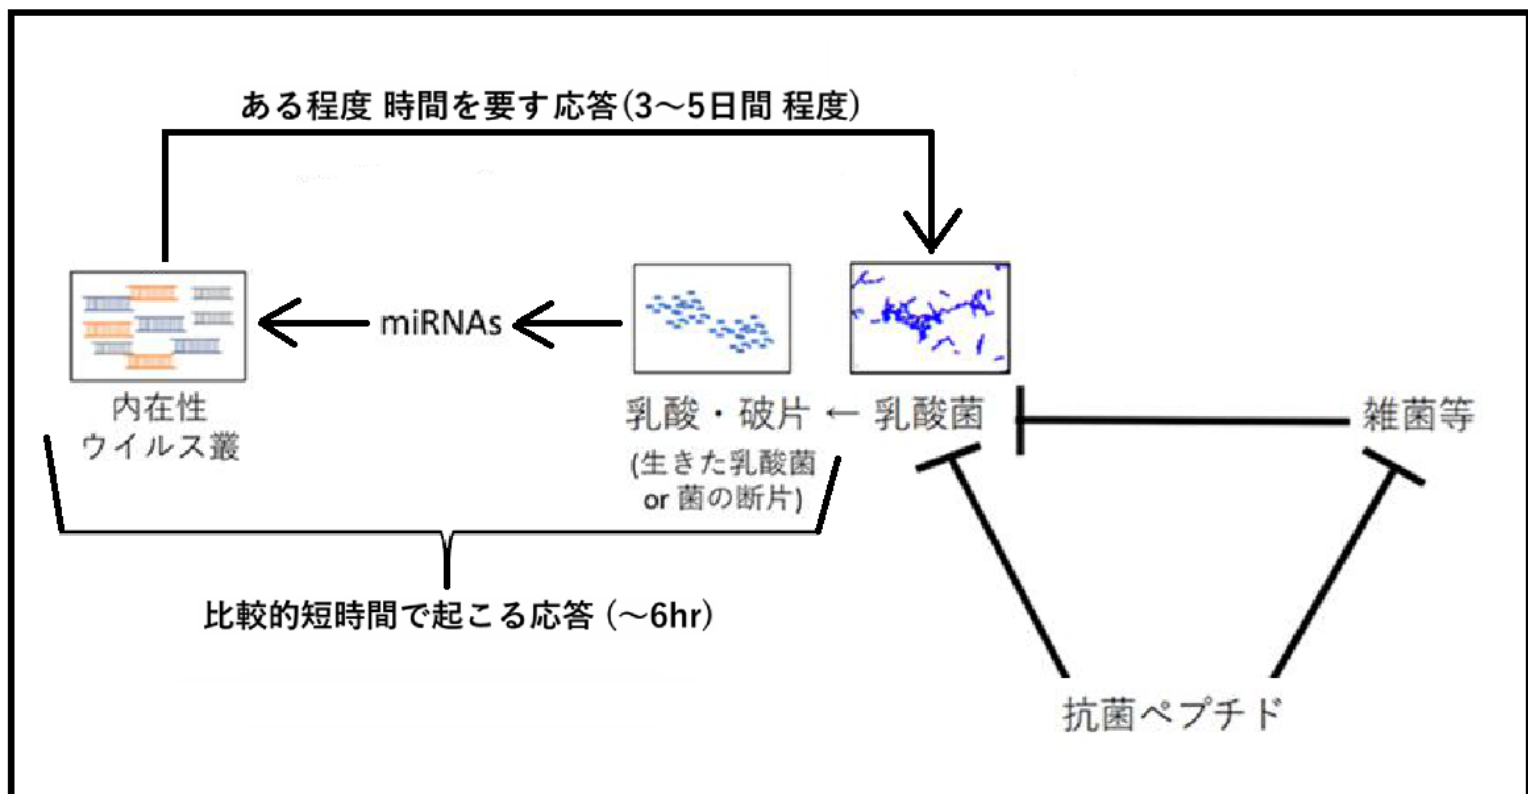 ある程度 時間を要す応答(3～5日間 程度)
miRNAs
内在性
ウイルス叢
乳酸・破片 ← 乳酸菌
(生きた乳酸菌
or 菌の断片)
雑菌等
比較的短時間で起こる応答 (～6hr)
抗菌ペプチド